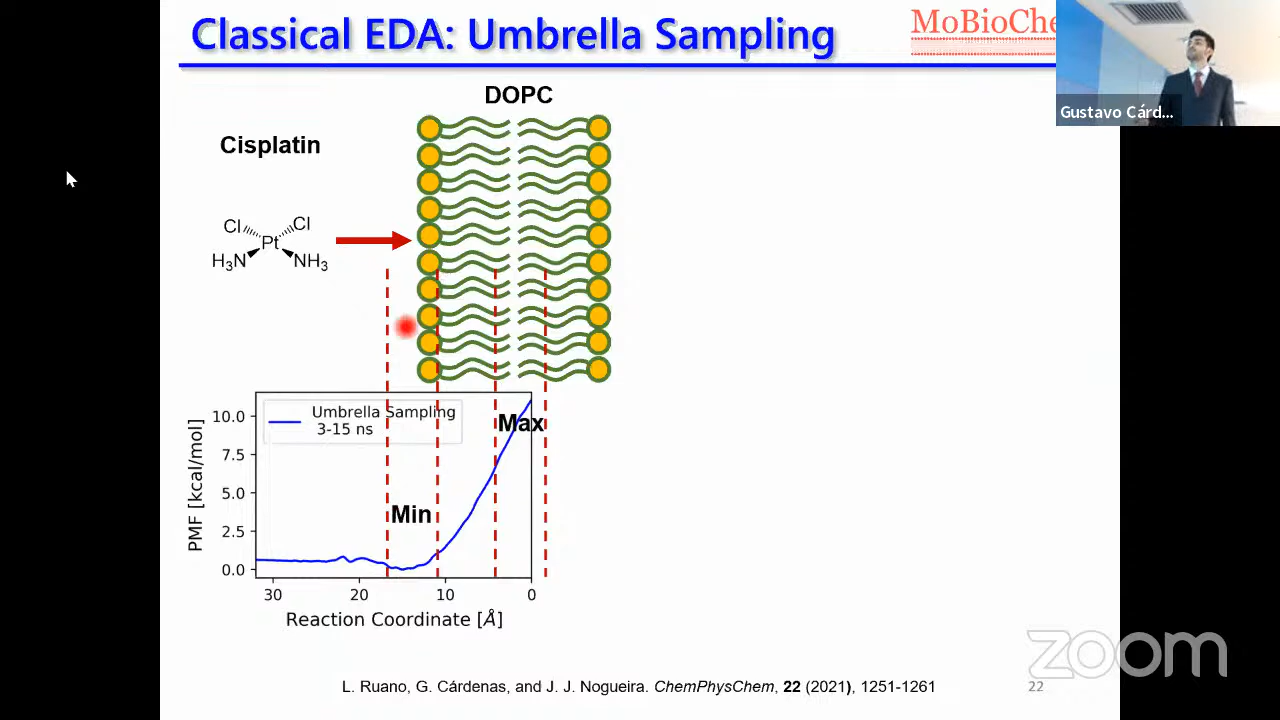 Classical EDA: Umbrella Sampling
MoBioChe
Gustavo Cárd...
DOPC
Cisplatin
Cl
Cl
Pt
H3N
NH3
Umbrella Sampling
3-15 ns
Max
Min
PMF [kcal/mol]
10.0
7.5
5.0
2.5
0.0
30
20
10
0
Reaction Coordinate [Å]
zoom
L. Ruano, G. Cárdenas, and J. J. Nogueira. ChemPhysChem, 22 (2021), 1251-1261
22